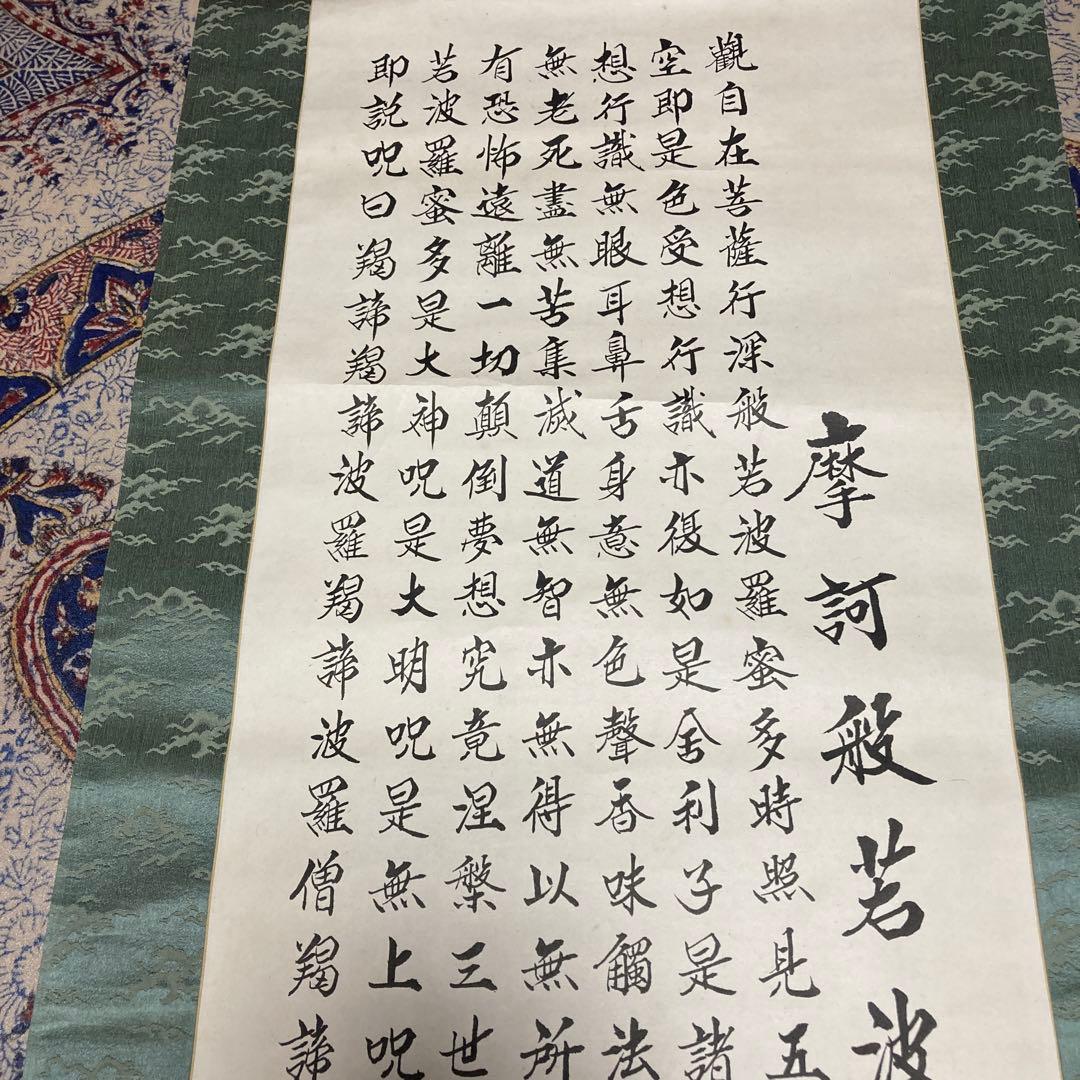 摩訶般若波
觀自在菩薩行深般若波羅蜜多時照見五
空即是色受想行識亦復如是舍利子是諸
想行識無眼耳鼻舌身意無色聲香味觸法
無老死盡無苦集滅道無智亦無得以無所
有恐怖遠離一切顛倒夢想究竟涅槃三世
若波羅蜜多是大神呪是大明呪是無上呪
即説呪曰羯諦羯諦波羅羯諦波羅僧羯諦